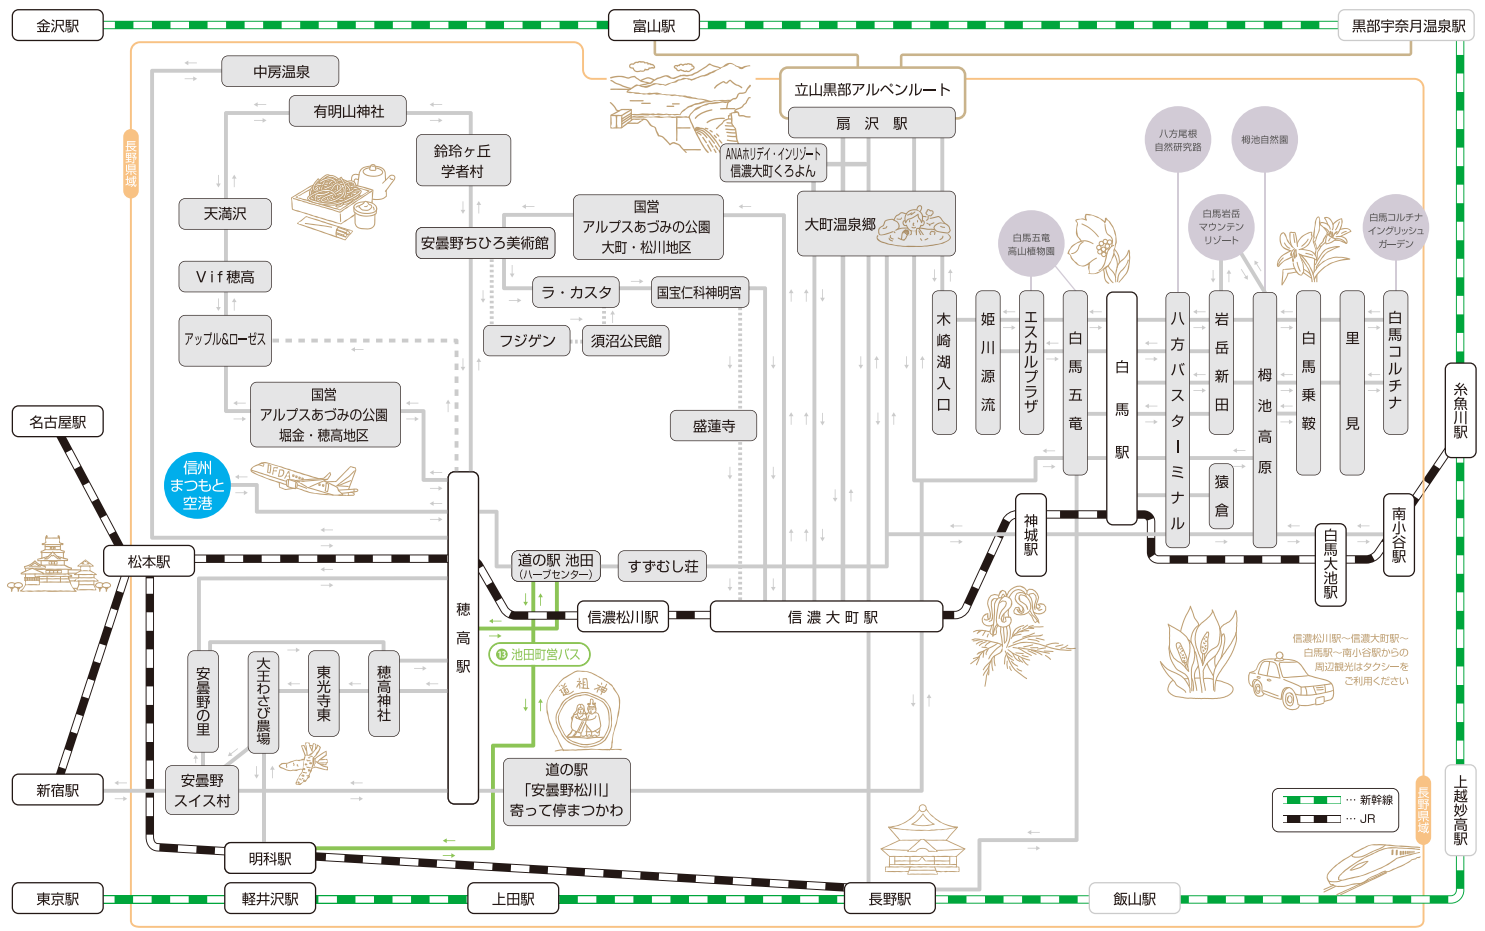 金沢駅
富山駅
黒部宇奈月温泉駅
中房温泉
立山黒部アルペンルート
有明山神社
扇沢駅
長野県域
鈴玲ヶ丘
学者村
ANAホリデイ・インリゾート
信濃大町くろよん
八方尾根
自然研究路
栂池自然園
天満沢
国営
アルプスあづみの公園
大町・松川地区
大町温泉郷
白馬五竜
高山植物園
白馬岩岳
マウンテン
リゾート
白馬コルチナ
イングリッシュ
ガーデン
安曇野ちひろ美術館
Vif穂高
ラ・カスタ
国宝仁科神明宮
アップル&ローゼス
フジゲン
須沼公民館
木崎湖入口
姫川源流
エスカルプラザ
白馬五竜
白馬駅
八方バスターミナル
岩岳新田
猿倉
栂池高原
白馬乗鞍
里見
白馬コルチナ
糸魚川駅
国営
アルプスあづみの公園
堀金・穂高地区
盛蓮寺
名古屋駅
信州
まつもと
空港
FDA
神城駅
白馬大池駅
南小谷駅
松本駅
道の駅 池田
(ハーブセンター)
すずむし荘
穂高駅
信濃松川駅
信濃大町駅
⓭池田町営バス
安曇野の里
大王わさび農場
東光寺東
穂高神社
道祖神
信濃松川駅～信濃大町駅～
白馬駅～南小谷駅からの
周辺観光はタクシーを
ご利用ください
新宿駅
安曇野
スイス村
道の駅
「安曇野松川」
寄って停まつかわ
… 新幹線
… JR
長野県域
上越妙高駅
明科駅
東京駅
軽井沢駅
上田駅
長野駅
飯山駅